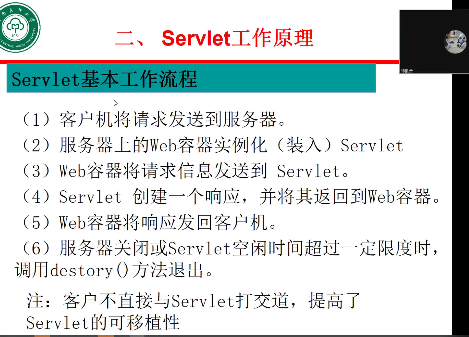 二、 Servlet工作原理
Servlet基本工作流程
（1）客户机将请求发送到服务器。
（2）服务器上的Web容器实例化（装入）Servlet
（3）Web容器将请求信息发送到 Servlet。
（4）Servlet 创建一个响应，并将其返回到Web容器。
（5）Web容器将响应发回客户机。
（6）服务器关闭或Servlet空闲时间超过一定限度时，
调用destory()方法退出。
注：客户不直接与Servlet打交道，提高了
Servlet的可移植性